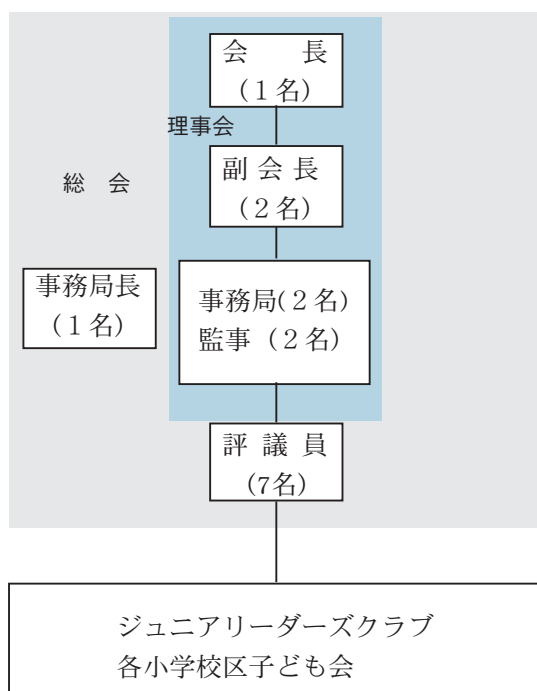 会　長
（１名）
理事会
副 会 長
（２名）
総　会
事務局長
（１名）
事務局(２名)
監事（２名）
評 議 員
(7名)
ジュニアリーダーズクラブ
各小学校区子ども会